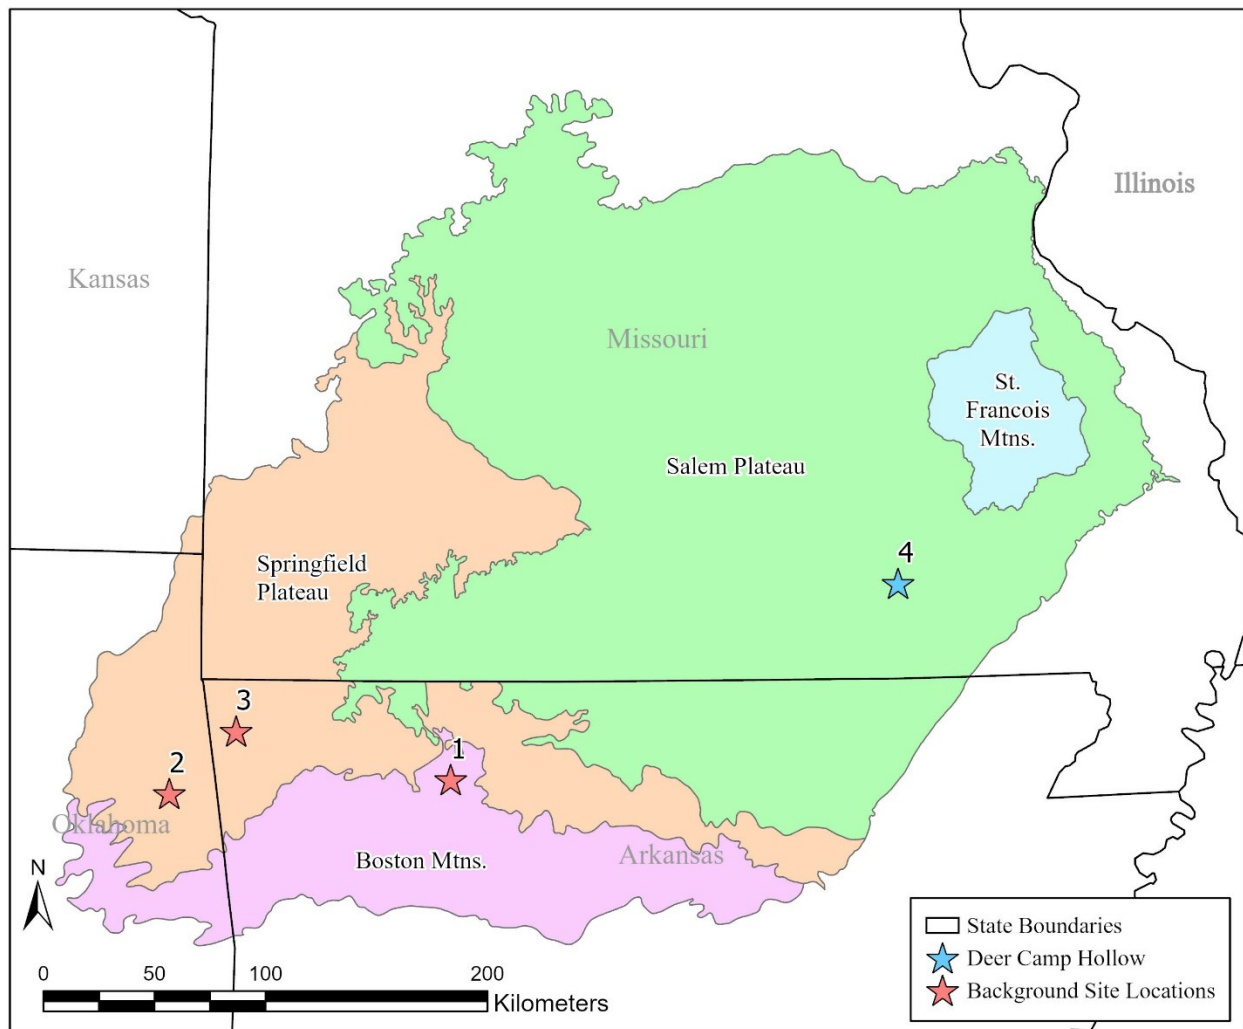 Illinois
Kansas
Missouri
St.
Francois
Mtns.
Salem Plateau
4
Springfield
Plateau
3
1
2
Oklahoma
Boston Mtns.
Arkansas
N
0 50 100 200
Kilometers
State Boundaries
Deer Camp Hollow
Background Site Locations